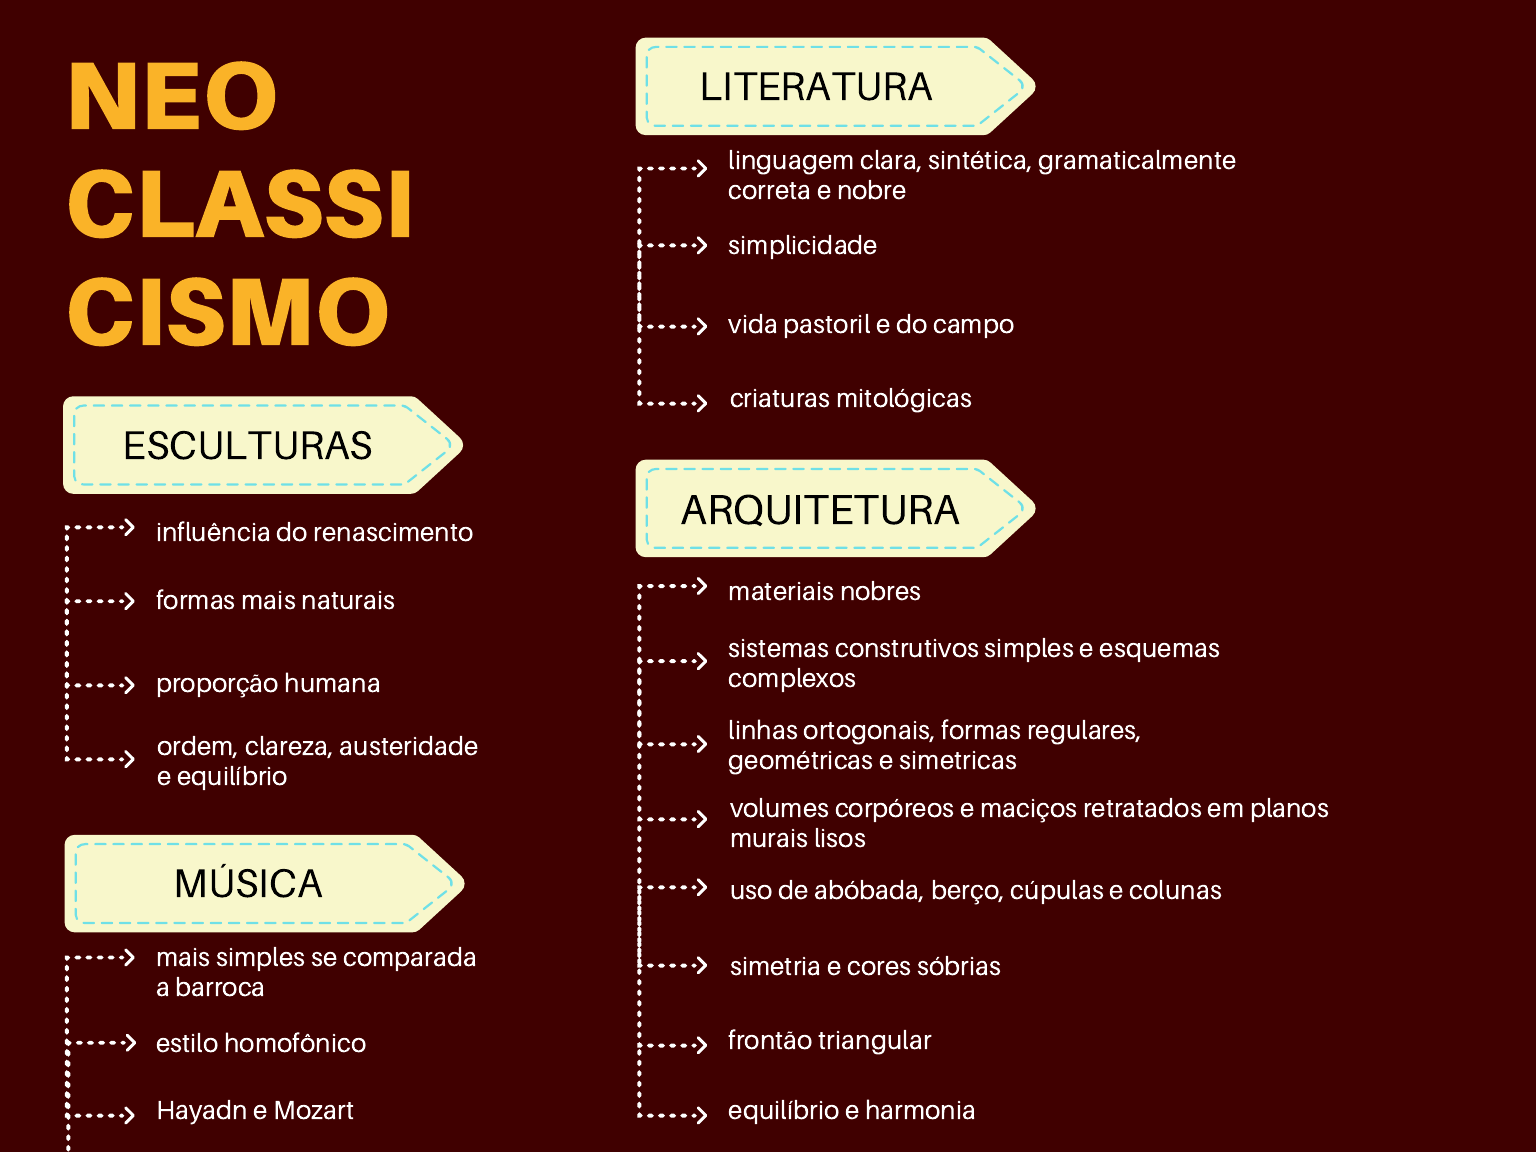 NEO
CLASSI
CISMO
ESCULTURAS
influência do renascimento
formas mais naturais
proporção humana
ordem, clareza, austeridade
e equilíbrio
MÚSICA
mais simples se comparada
a barroca
estilo homofônico
Hayadn e Mozart
LITERATURA
linguagem clara, sintética, gramaticalmente
correta e nobre
simplicidade
vida pastoril e do campo
criaturas mitológicas
ARQUITETURA
materiais nobres
sistemas construtivos simples e esquemas
complexos
linhas ortogonais, formas regulares,
geométricas e simetricas
volumes corpóreos e maciços retratados em planos
murais lisos
uso de abóbada, berço, cúpulas e colunas
simetria e cores sóbrias
frontão triangular
equilíbrio e harmonia